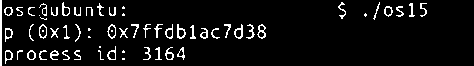 osc@ubuntu: $ ./os15
p (0x1): 0x7ffdb1ac7d38
process id: 3164